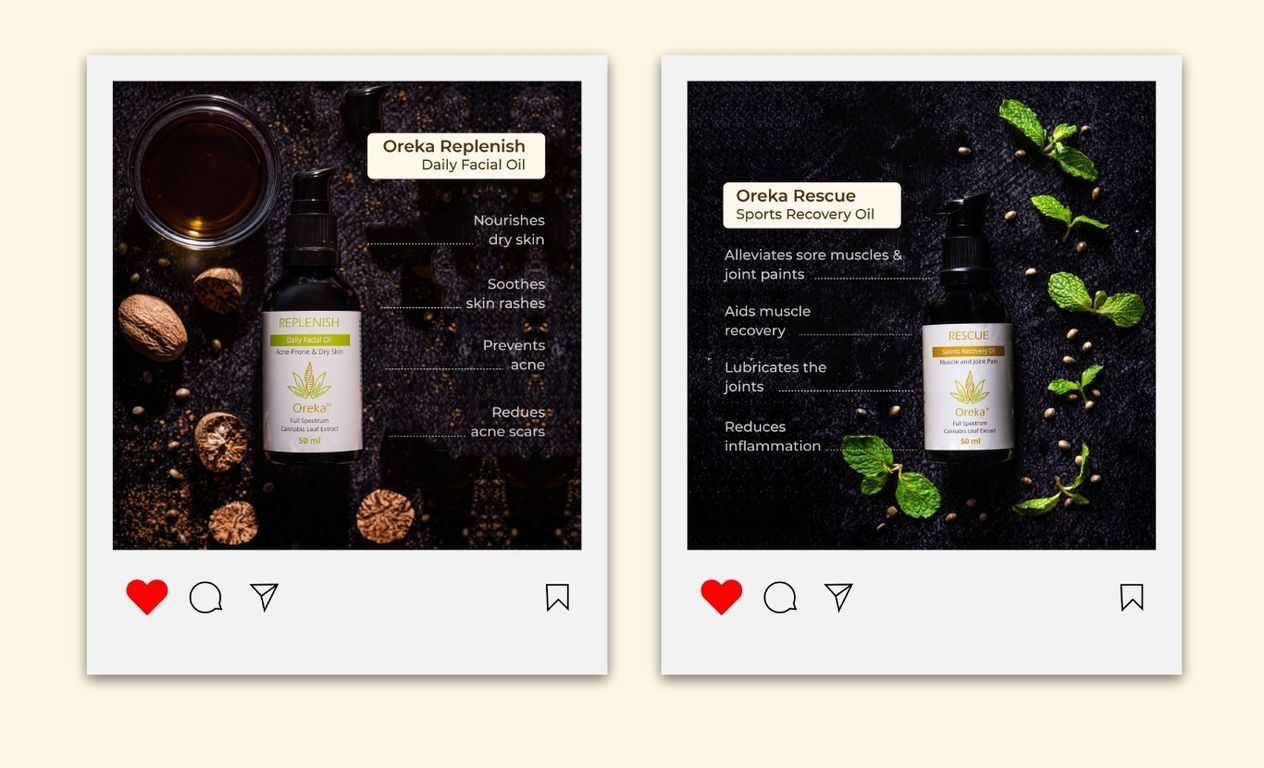 Oreka Replenish
Daily Facial Oil
Nourishes
dry skin
Soothes
skin rashes
Prevents
acne
Redues
acne scars
REPLENISH
Daily Facial Oil
Acne-Prone & Dry Skin
Oreka™
Full Spectrum
Cannabis Leaf Extract
50 ml
Oreka Rescue
Sports Recovery Oil
Alleviates sore muscles &
joint paints
Aids muscle
recovery
Lubricates the
joints
Reduces
inflammation
RESCUE
Sports Recovery Oil
Muscle and Joint Pain
Oreka™
Full Spectrum
Cannabis Leaf Extract
50 ml